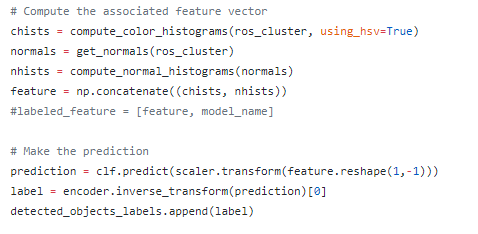 # Compute the associated feature vector
chists = compute_color_histograms(ros_cluster, using_hsv=True)
normals = get_normals(ros_cluster)
nhists = compute_normal_histograms(normals)
feature = np.concatenate((chists, nhists))
#labeled_feature = [feature, model_name]
# Make the prediction
prediction = clf.predict(scaler.transform(feature.reshape(1,-1)))
label = encoder.inverse_transform(prediction)[0]
detected_objects_labels.append(label)